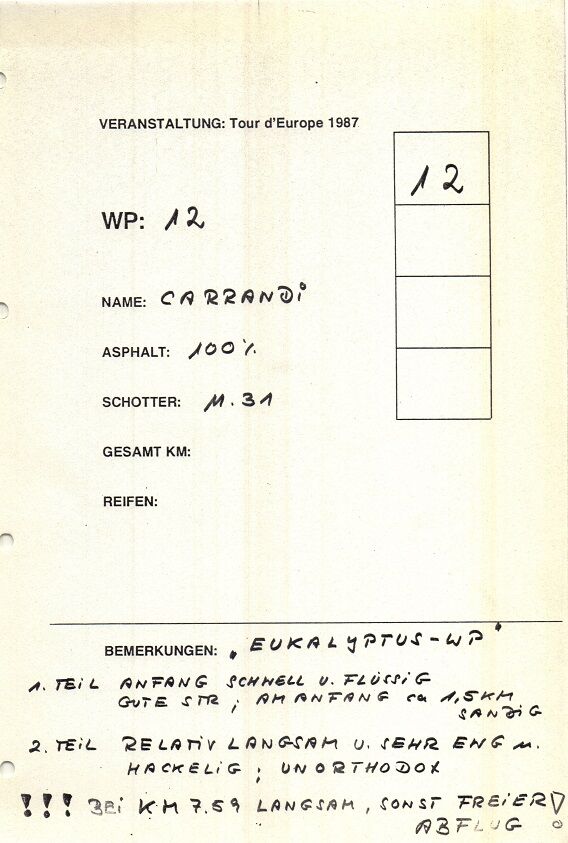 VERANSTALTUNG: Tour d'Europe 1987
12
WP: 12
NAME: CARRANDi
ASPHALT: 100%
SCHOTTER: 11.31
GESAMT KM:
REIFEN:
BEMERKUNGEN: „EUKALYPTUS-WP"
1. TEiL ANFANG SCHNELL U. FLÜSSiG
GUTE STR; AM ANFANG ca 1,5KM
SANDiG
2. TEiL RELATiV LANGSAM U. SEHR ENG u.
HACKELiG; UNORTHODOX
!!! BEi KM 7.59 LANGSAM, SONST FREiER
ABFLUG !